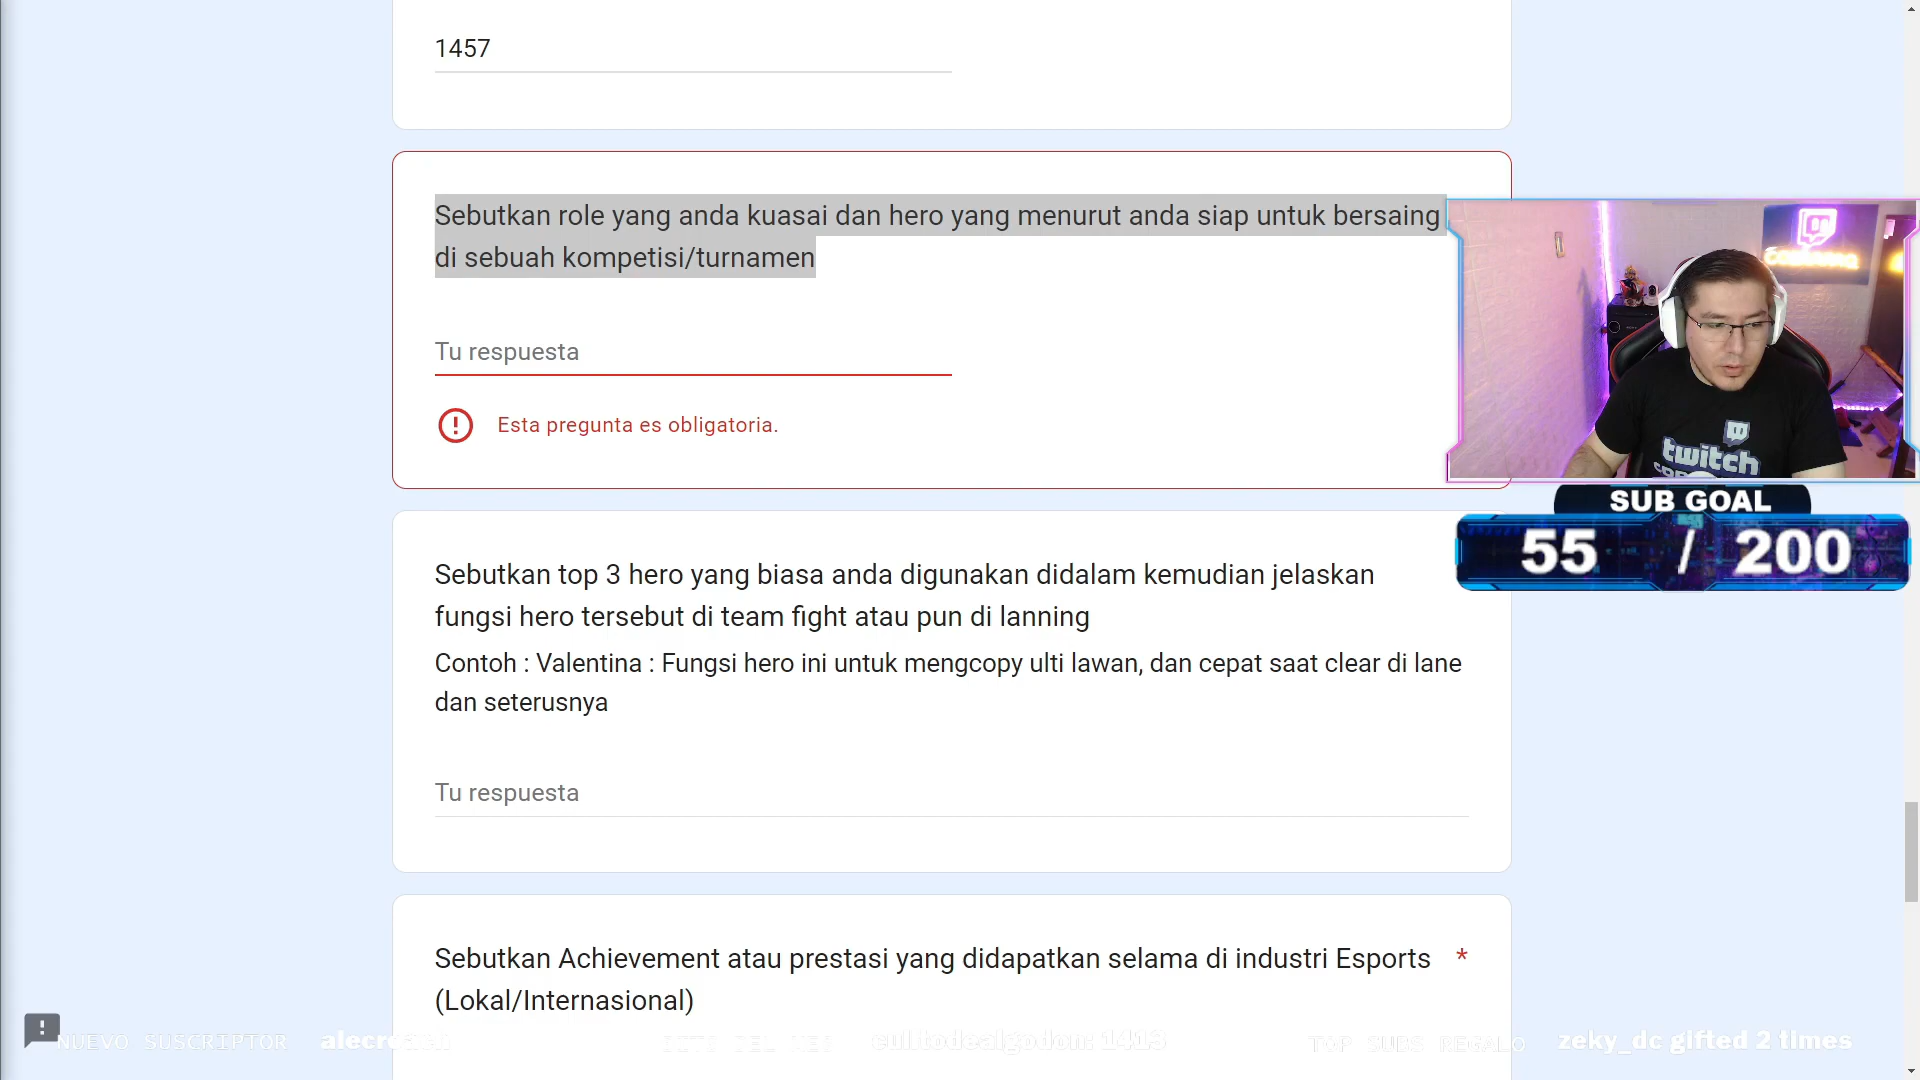 1457
Sebutkan role yang anda kuasai dan hero yang menurut anda siap untuk bersaing
di sebuah kompetisi/turnamen
Tu respuesta
Esta pregunta es obligatoria.
twitch
SUB GOAL
55 / 200
Sebutkan top 3 hero yang biasa anda digunakan didalam kemudian jelaskan
fungsi hero tersebut di team fight atau pun di lanning
Contoh : Valentina : Fungsi hero ini untuk mengcopy ulti lawan, dan cepat saat clear di lane
dan seterusnya
Tu respuesta
Sebutkan Achievement atau prestasi yang didapatkan selama di industri Esports *
(Lokal/Internasional)
NUEVO SUSCRIPTOR
TOP SUBS REGALO zeky_dc gifted 2 times